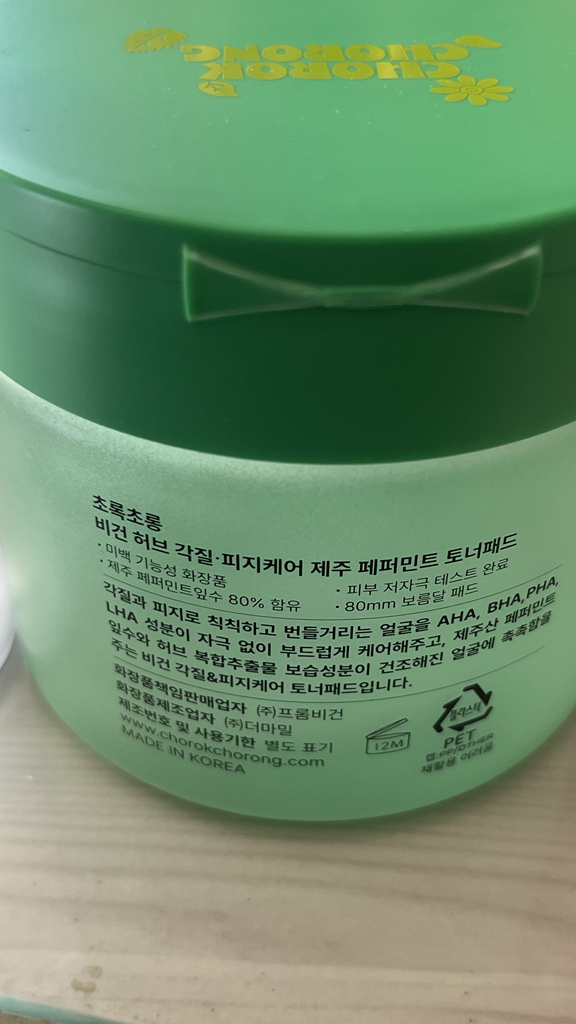 CHOROK
CHORONG
초록초롱
비건 허브 각질·피지케어 제주 페퍼민트 토너패드
· 미백 기능성 화장품 · 피부 저자극 테스트 완료
· 제주 페퍼민트잎수 80% 함유 · 80mm 보름달 패드
각질과 피지로 칙칙하고 번들거리는 얼굴을 AHA, BHA,PHA,
LHA 성분이 자극 없이 부드럽게 케어해주고, 제주산 페퍼민트
잎수와 허브 복합추출물 보습성분이 건조해진 얼굴에 촉촉함을
주는 비건 각질&피지케어 토너패드입니다.
화장품책임판매업자 (주)프롬비건
화장품제조업자 (주)더마밀
제조번호 및 사용기한 별도 표기
www.chorokchorong.com
MADE IN KOREA
12M
플라스틱
PET
캡:PP/OTHER
재활용 어려움